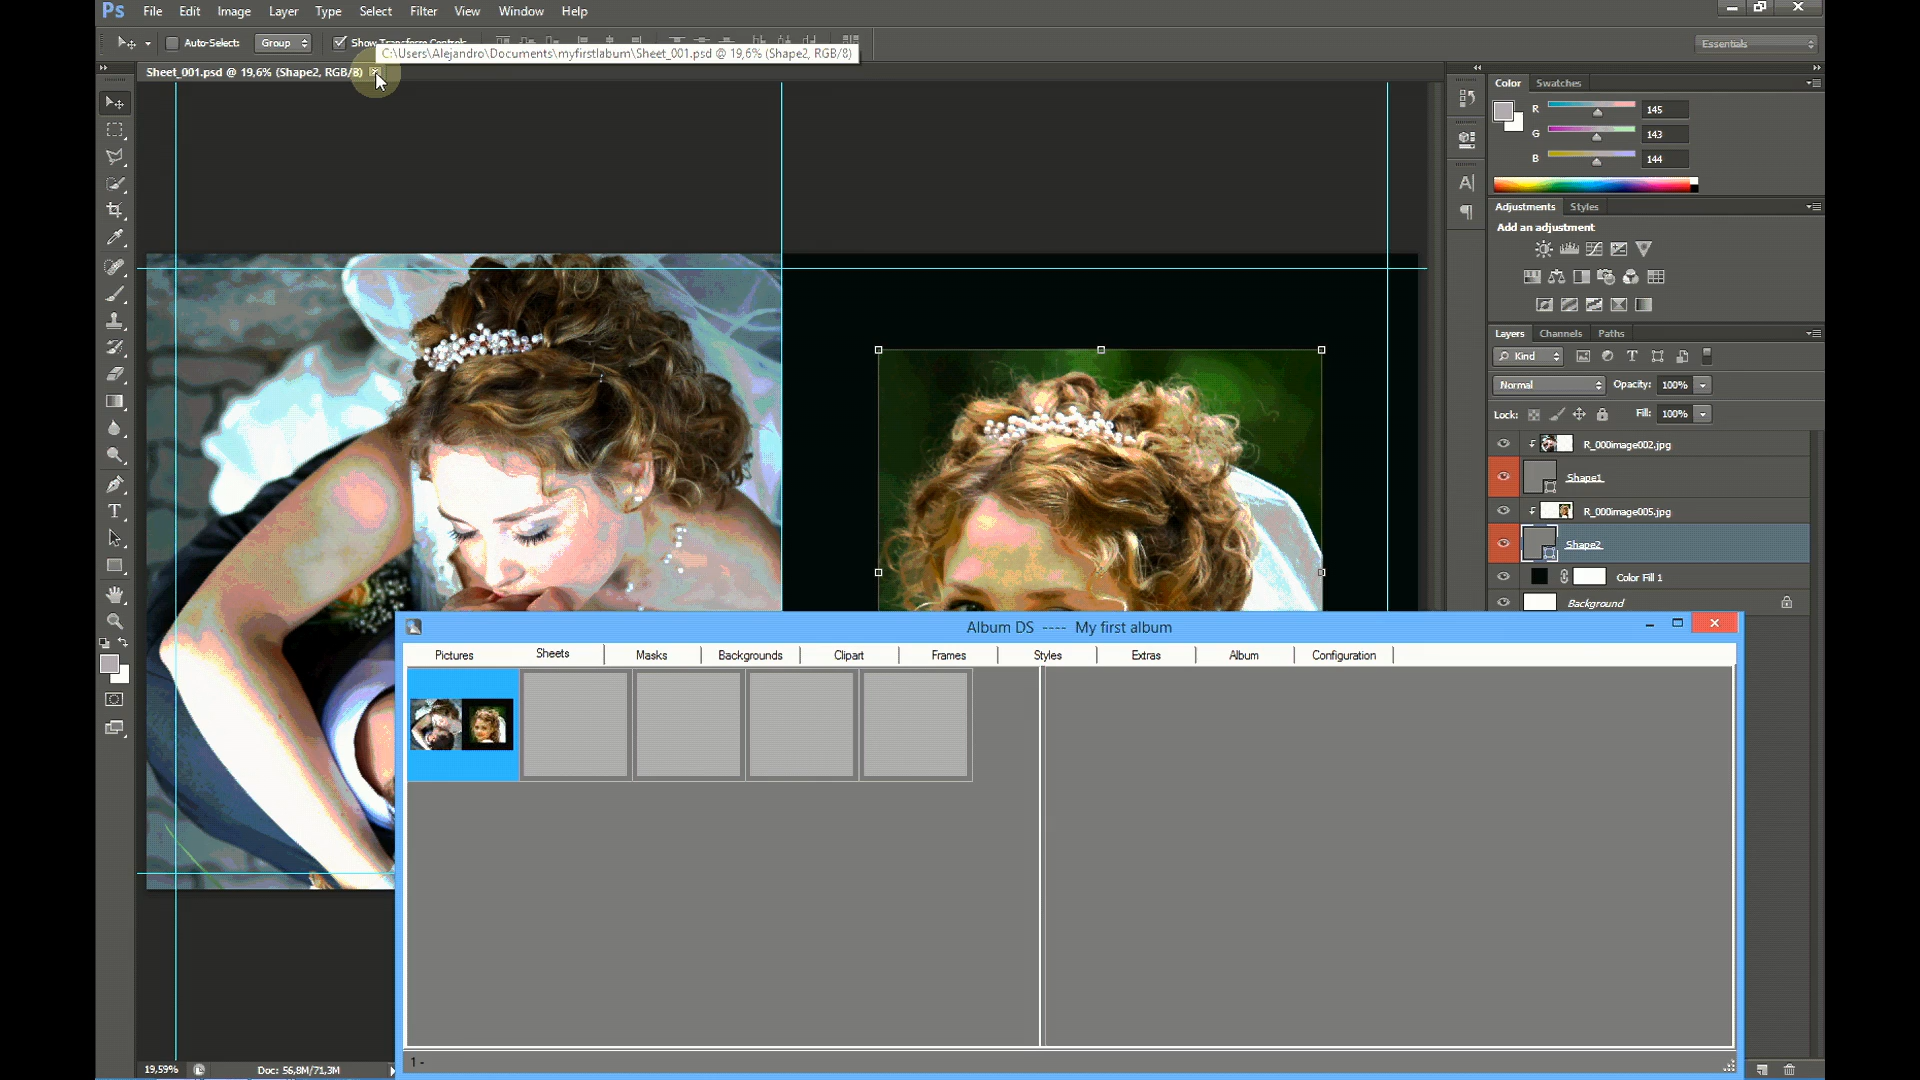 Ps File Edit Image Layer Type Select Filter View Window Help
Auto-Select: Group Show Transform Controls Essentials
C:\Users\Alejandro\Documents\myfirstlabum\Sheet_001.psd @ 19,6% (Shape2, RGB/8)
Sheet_001.psd @ 19,6% (Shape2, RGB/8)
Color Swatches
R 145
G 143
B 144
Adjustments Styles
Add an adjustment
Layers Channels Paths
Kind
Normal Opacity: 100%
Lock: Fill: 100%
R_000image002.jpg
Shape1
R_000image005.jpg
Shape2
Color Fill 1
Background
Album DS ---- My first album
Pictures Sheets Masks Backgrounds Clipart Frames Styles Extras Album Configuration
1 -
19,59% Doc: 56,8M/71,3M